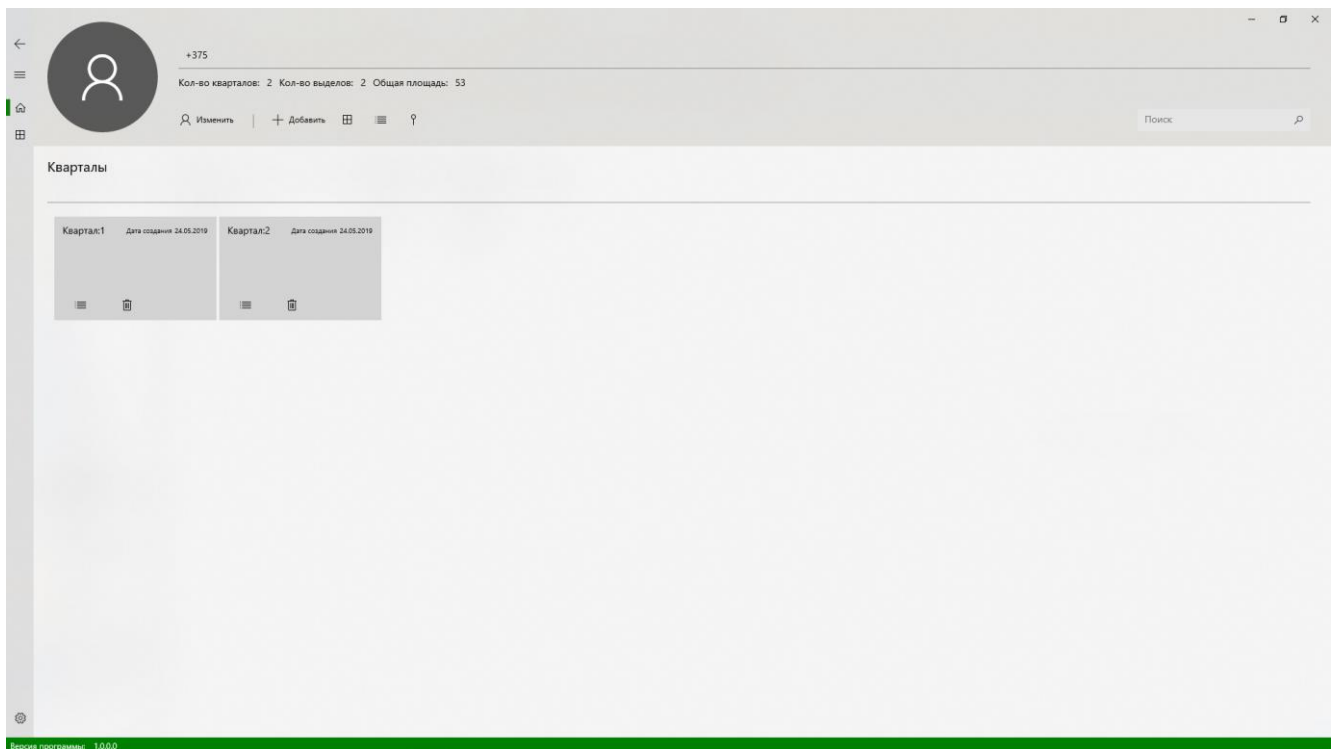 +375
Кол-во кварталов: 2 Кол-во выделов: 2 Общая площадь: 53
Изменить | Добавить
Поиск
Кварталы
Квартал:1 Дата создания 24.05.2019
Квартал:2 Дата создания 24.05.2019
Версия программы: 1.0.0.0